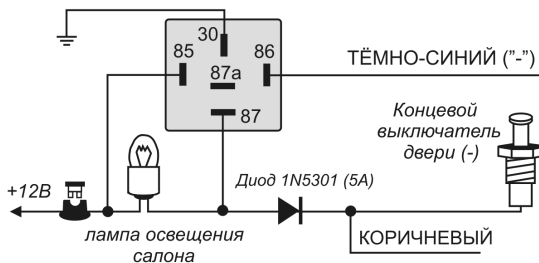 30
85
86
87a
87
ТЁМНО-СИНИЙ ("-")
Концевой
выключатель
двери (-)
+12В
Диод 1N5301 (5А)
лампа освещения
салона
КОРИЧНЕВЫЙ